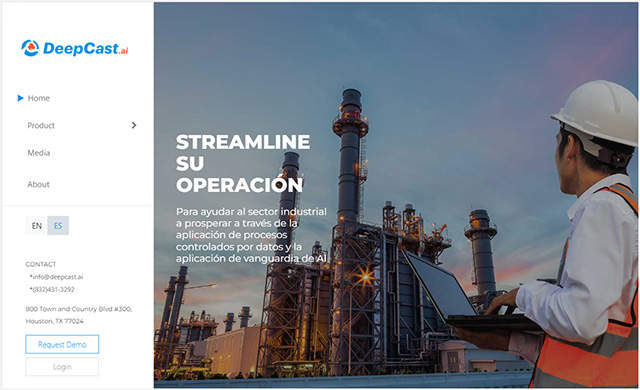 DeepCast.ai
Home
Product
Media
About
EN ES
CONTACT
*info@deepcast.ai
*(832)431-3292
800 Town and Country Blvd #300,
Houston, TX 77024
Request Demo
Login
STREAMLINE
SU
OPERACIÓN
Para ayudar al sector industrial
a prosperar a través de la
aplicación de procesos
controlados por datos y la
aplicación de vanguardia de AI